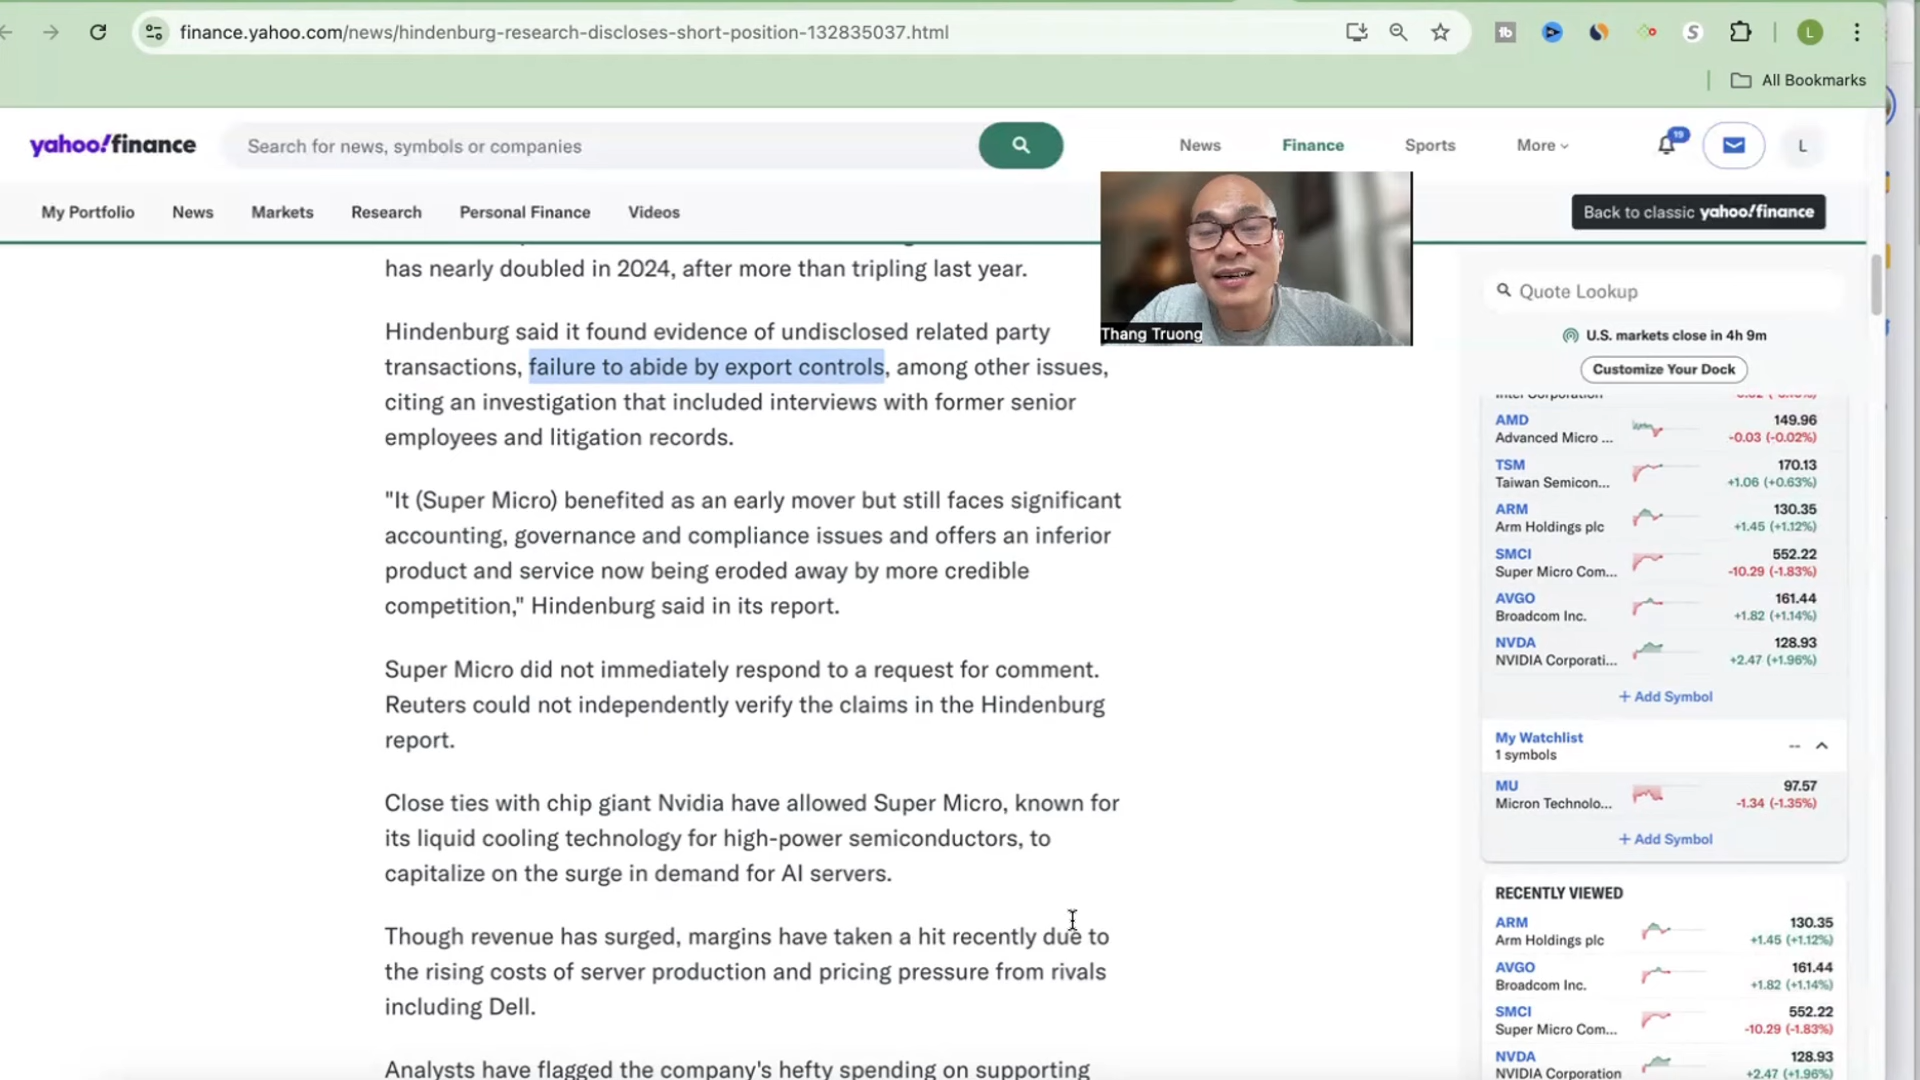 finance.yahoo.com/news/hindenburg-research-discloses-short-position-132835037.html
tb
S
L
All Bookmarks
yahoo!finance
Search for news, symbols or companies
News
Finance
Sports
More
19
L
My Portfolio
News
Markets
Research
Personal Finance
Videos
Back to classic yahoo!finance
Thang Truong
has nearly doubled in 2024, after more than tripling last year.
Hindenburg said it found evidence of undisclosed related party
transactions, failure to abide by export controls, among other issues,
citing an investigation that included interviews with former senior
employees and litigation records.
"It (Super Micro) benefited as an early mover but still faces significant
accounting, governance and compliance issues and offers an inferior
product and service now being eroded away by more credible
competition," Hindenburg said in its report.
Super Micro did not immediately respond to a request for comment.
Reuters could not independently verify the claims in the Hindenburg
report.
Close ties with chip giant Nvidia have allowed Super Micro, known for
its liquid cooling technology for high-power semiconductors, to
capitalize on the surge in demand for AI servers.
Though revenue has surged, margins have taken a hit recently due to
the rising costs of server production and pricing pressure from rivals
including Dell.
Analysts have flagged the company's hefty spending on supporting
Quote Lookup
U.S. markets close in 4h 9m
Customize Your Dock
Intel Corporation
AMD 149.96
Advanced Micro ... -0.03 (-0.02%)
TSM 170.13
Taiwan Semicon... +1.06 (+0.63%)
ARM 130.35
Arm Holdings plc +1.45 (+1.12%)
SMCI 552.22
Super Micro Com... -10.29 (-1.83%)
AVGO 161.44
Broadcom Inc. +1.82 (+1.14%)
NVDA 128.93
NVIDIA Corporati... +2.47 (+1.96%)
+ Add Symbol
My Watchlist
1 symbols --
MU 97.57
Micron Technolo... -1.34 (-1.35%)
+ Add Symbol
RECENTLY VIEWED
ARM 130.35
Arm Holdings plc +1.45 (+1.12%)
AVGO 161.44
Broadcom Inc. +1.82 (+1.14%)
SMCI 552.22
Super Micro Com... -10.29 (-1.83%)
NVDA 128.93
NVIDIA Corporation +2.47 (+1.96%)